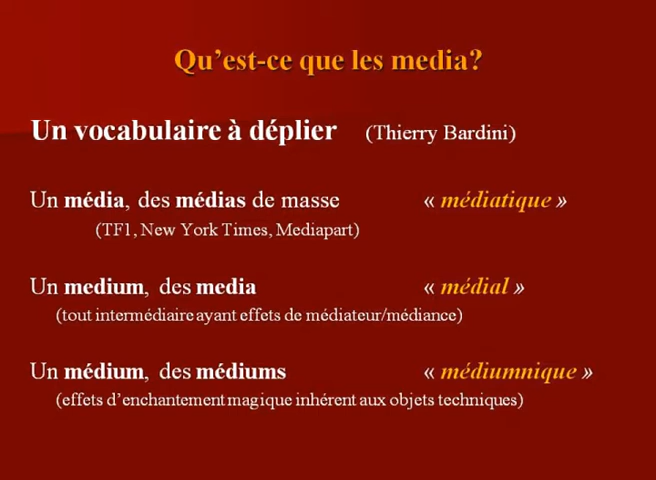 Qu’est-ce que les media?
Un vocabulaire à déplier (Thierry Bardini)
Un média, des médias de masse « médiatique »
(TF1, New York Times, Mediapart)
Un medium, des media « médial »
(tout intermédiaire ayant effets de médiateur/médiance)
Un médium, des médiums « médiumnique »
(effets d’enchantement magique inhérent aux objets techniques)